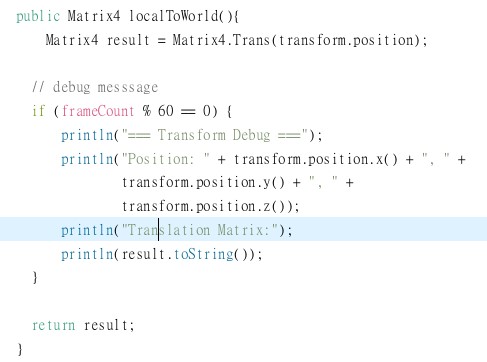 public Matrix4 localToWorld(){
Matrix4 result = Matrix4.Trans(transform.position);
// debug messsage
if (frameCount % 60 == 0) {
println("=== Transform Debug ===");
println("Position: " + transform.position.x() + ", " +
transform.position.y() + ", " +
transform.position.z());
println("Translation Matrix:");
println(result.toString());
}
return result;
}